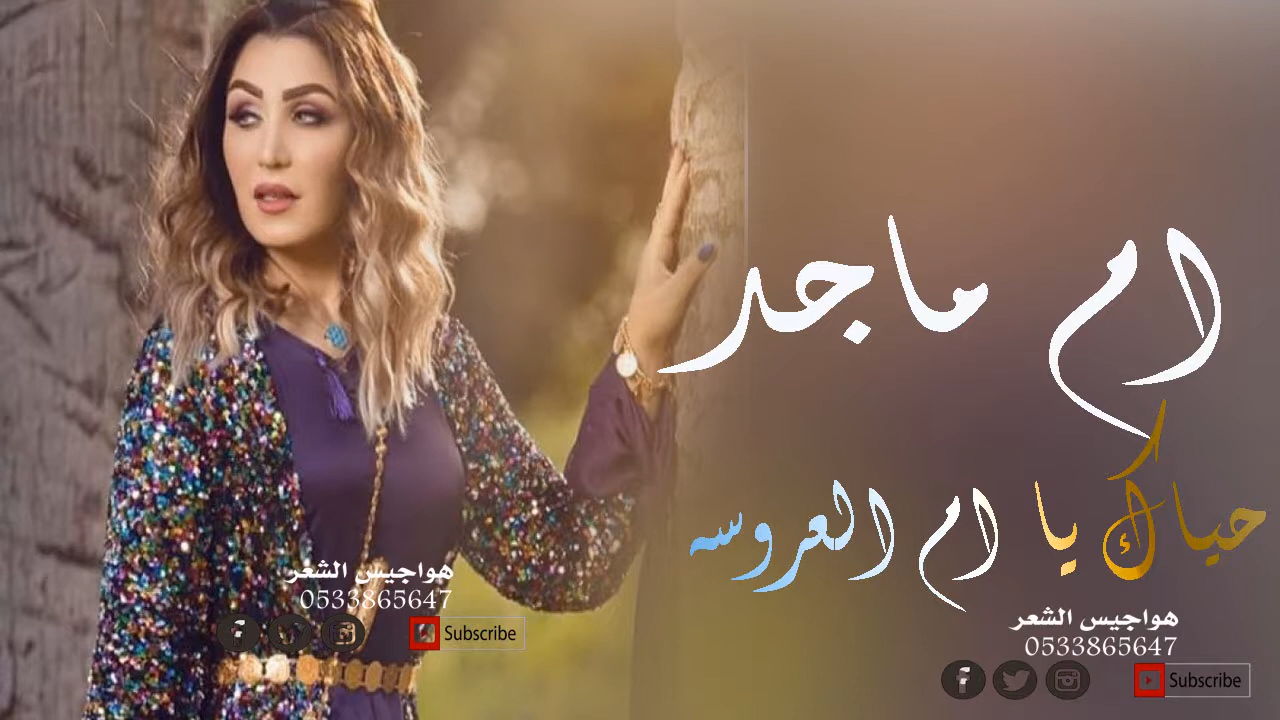 ام ماجد
حياك يا ام العروسه
هواجيس الشعر
0533865647
Subscribe
هواجيس الشعر
0533865647
Subscribe